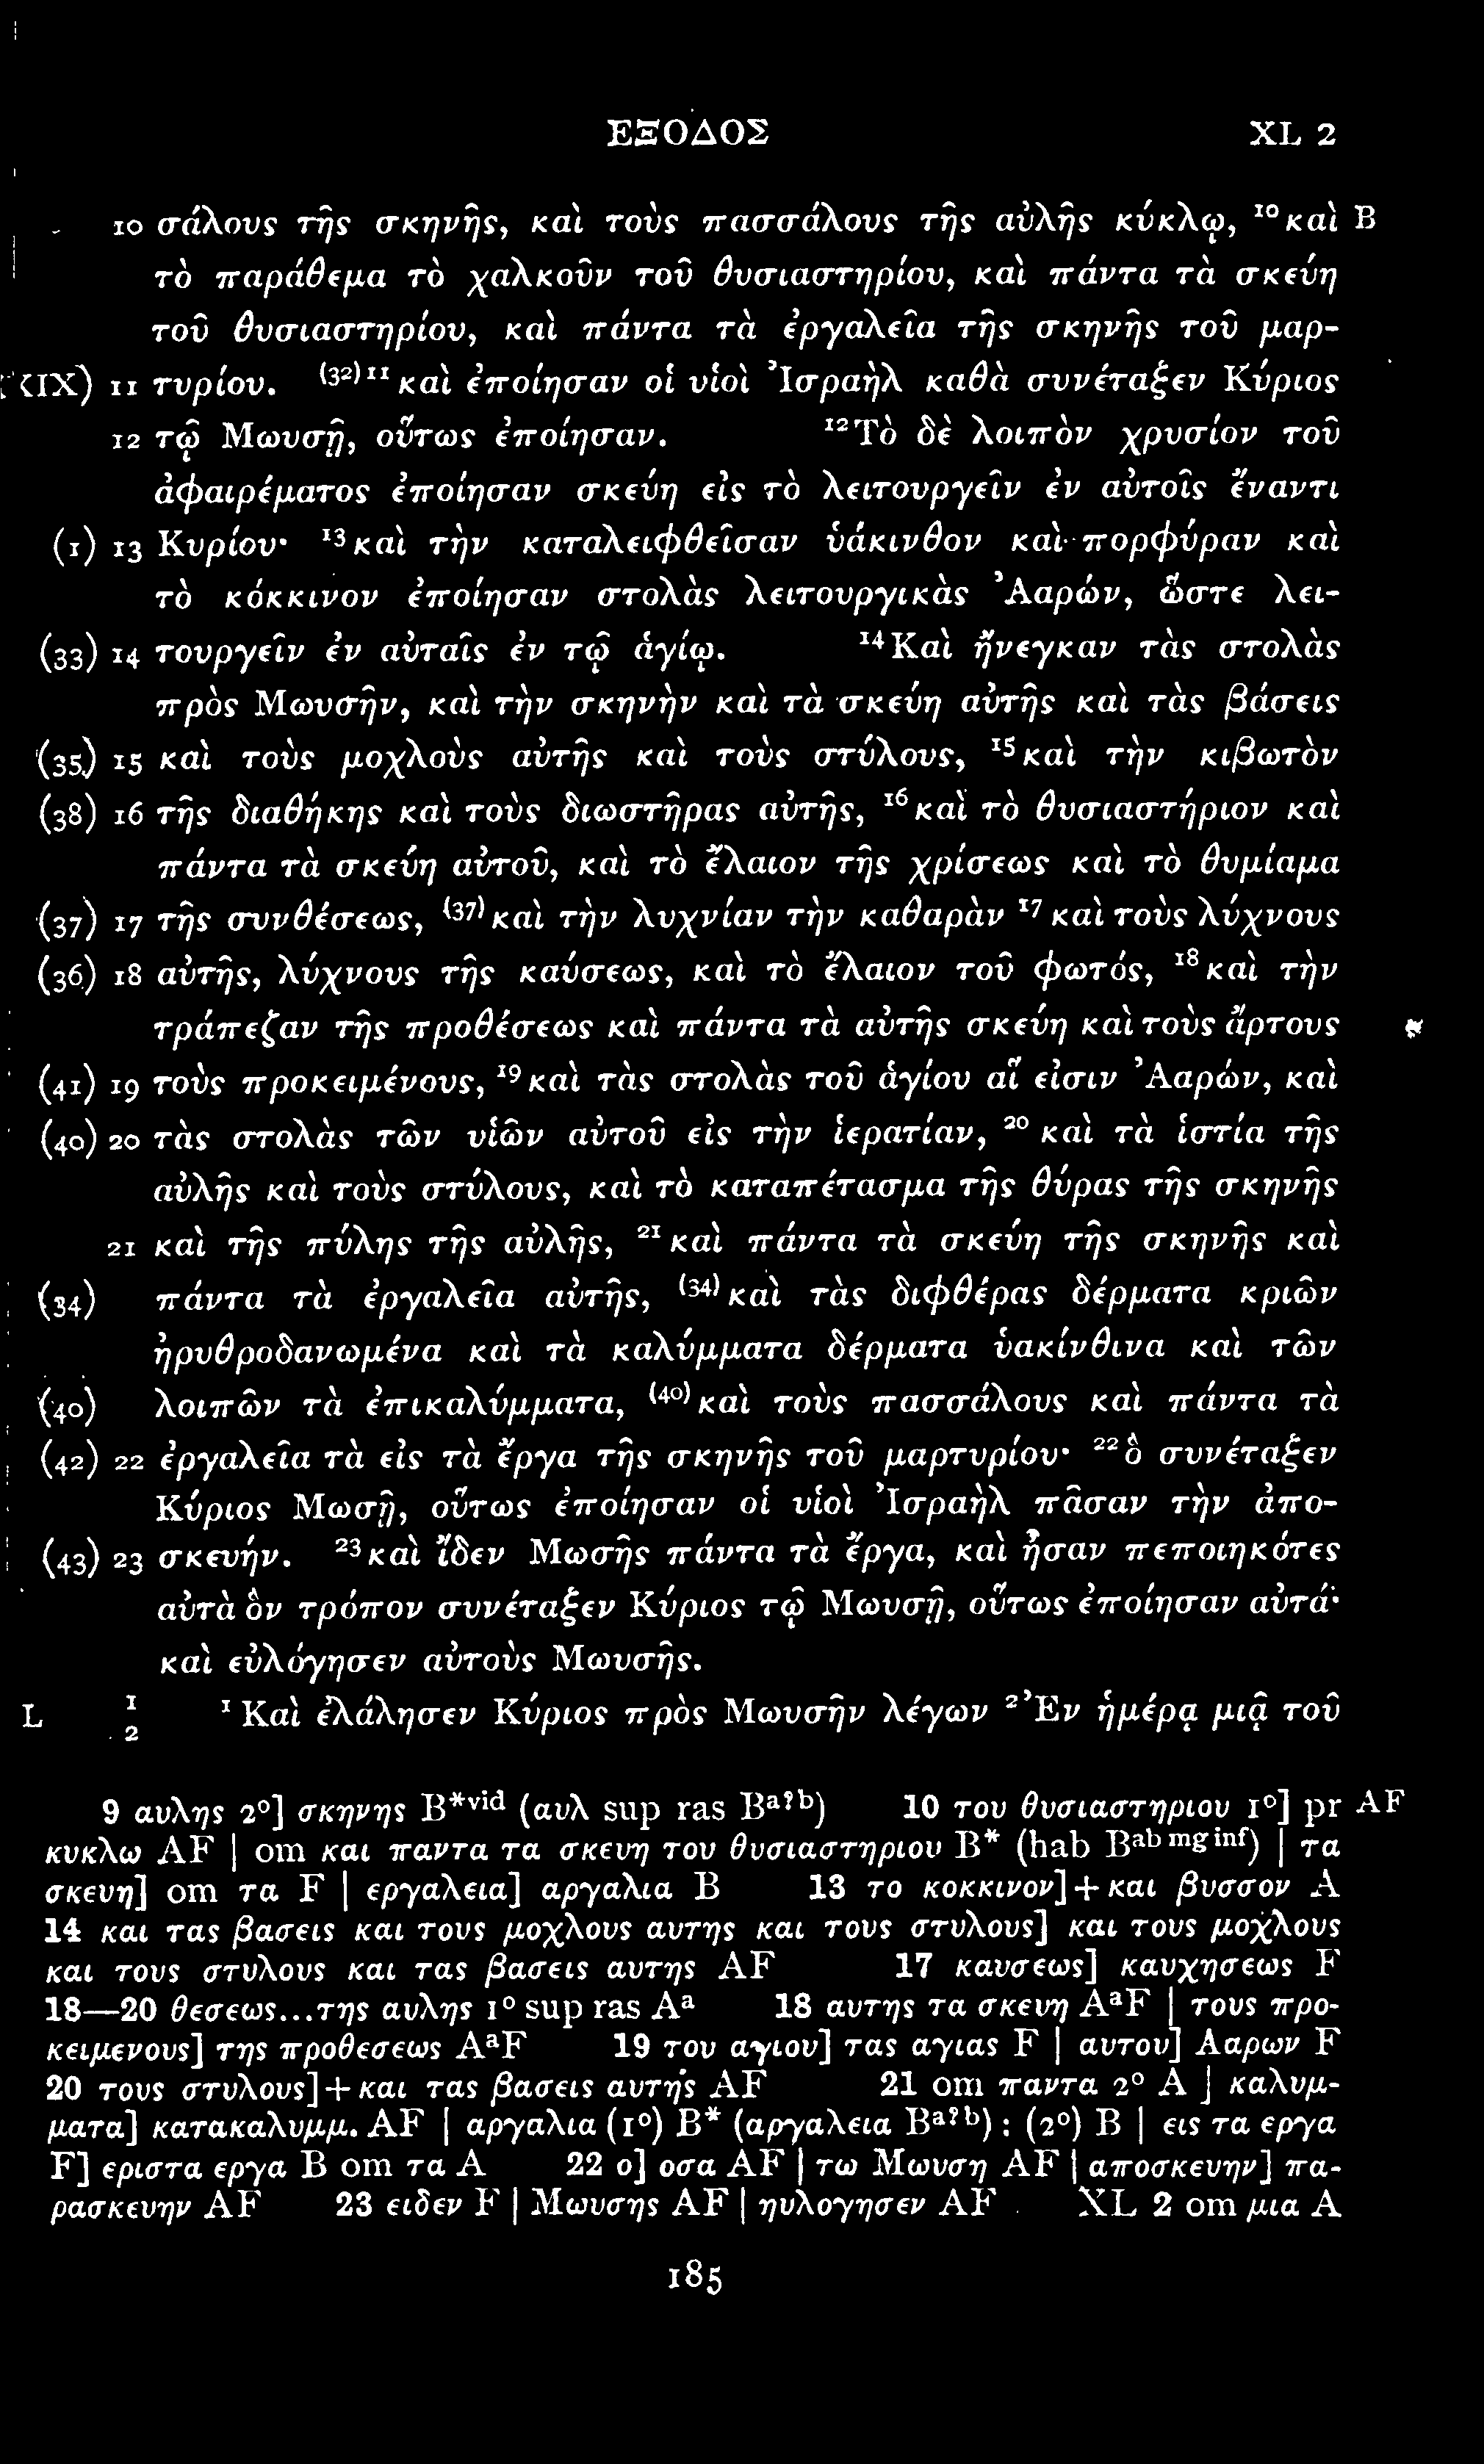 ΕΞΟΔΟΣ XL 2
10 σάλους τῆς σκηνῆς, καὶ τοὺς πασσάλους τῆς αὐλῆς κύκλῳ, ¹⁰καὶ B
τὸ παράθεμα τὸ χαλκοῦν τοῦ θυσιαστηρίου, καὶ πάντα τὰ σκεύη
τοῦ θυσιαστηρίου, καὶ πάντα τὰ ἐργαλεῖα τῆς σκηνῆς τοῦ μαρ-
XIX) 11 τυρίου. ⁽³²⁾¹¹καὶ ἐποίησαν οἱ υἱοὶ Ἰσραὴλ καθὰ συνέταξεν Κύριος
12 τῷ Μωυσῇ, οὕτως ἐποίησαν. ¹²Τὸ δὲ λοιπὸν χρυσίον τοῦ
ἀφαιρέματος ἐποίησαν σκεύη εἰς τὸ λειτουργεῖν ἐν αὐτοῖς ἔναντι
(1) 13 Κυρίου· ¹³καὶ τὴν καταλειφθεῖσαν ὑάκινθον καὶ πορφύραν καὶ
τὸ κόκκινον ἐποίησαν στολὰς λειτουργικὰς Ἀαρών, ὥστε λει-
(33) 14 τουργεῖν ἐν αὐταῖς ἐν τῷ ἁγίῳ. ¹⁴Καὶ ἤνεγκαν τὰς στολὰς
πρὸς Μωυσῆν, καὶ τὴν σκηνὴν καὶ τὰ σκεύη αὐτῆς καὶ τὰς βάσεις
(35) 15 καὶ τοὺς μοχλοὺς αὐτῆς καὶ τοὺς στύλους, ¹⁵καὶ τὴν κιβωτὸν
(38) 16 τῆς διαθήκης καὶ τοὺς διωστῆρας αὐτῆς, ¹⁶καὶ τὸ θυσιαστήριον καὶ
πάντα τὰ σκεύη αὐτοῦ, καὶ τὸ ἔλαιον τῆς χρίσεως καὶ τὸ θυμίαμα
(37) 17 τῆς συνθέσεως, ⁽³⁷⁾καὶ τὴν λυχνίαν τὴν καθαρὰν ¹⁷καὶ τοὺς λύχνους
(36) 18 αὐτῆς, λύχνους τῆς καύσεως, καὶ τὸ ἔλαιον τοῦ φωτός, ¹⁸καὶ τὴν
τράπεζαν τῆς προθέσεως καὶ πάντα τὰ αὐτῆς σκεύη καὶ τοὺς ἄρτους
(41) 19 τοὺς προκειμένους, ¹⁹καὶ τὰς στολὰς τοῦ ἁγίου αἵ εἰσιν Ἀαρών, καὶ
(40) 20 τὰς στολὰς τῶν υἱῶν αὐτοῦ εἰς τὴν ἱερατίαν, ²⁰καὶ τὰ ἱστία τῆς
αὐλῆς καὶ τοὺς στύλους, καὶ τὸ καταπέτασμα τῆς θύρας τῆς σκηνῆς
21 καὶ τῆς πύλης τῆς αὐλῆς, ²¹καὶ πάντα τὰ σκεύη τῆς σκηνῆς καὶ
(34) πάντα τὰ ἐργαλεῖα αὐτῆς, ⁽³⁴⁾καὶ τὰς διφθέρας δέρματα κριῶν
ἠρυθροδανωμένα καὶ τὰ καλύμματα δέρματα ὑακίνθινα καὶ τῶν
(40) λοιπῶν τὰ ἐπικαλύμματα, ⁽⁴⁰⁾καὶ τοὺς πασσάλους καὶ πάντα τὰ
(42) 22 ἐργαλεῖα τὰ εἰς τὰ ἔργα τῆς σκηνῆς τοῦ μαρτυρίου· ²²ὃ συνέταξεν
Κύριος Μωσῇ, οὕτως ἐποίησαν οἱ υἱοὶ Ἰσραὴλ πᾶσαν τὴν ἀπο-
(43) 23 σκευήν. ²³καὶ ἴδεν Μωσῆς πάντα τὰ ἔργα, καὶ ἦσαν πεποιηκότες
αὐτὰ ὃν τρόπον συνέταξεν Κύριος τῷ Μωυσῇ, οὕτως ἐποίησαν αὐτά·
καὶ εὐλόγησεν αὐτοὺς Μωυσῆς.
L 1 2 ¹Καὶ ἐλάλησεν Κύριος πρὸς Μωυσῆν λέγων ²Ἐν ἡμέρᾳ μιᾷ τοῦ
9 αυλης 2°] σκηνης B*ᵛⁱᵈ (αυλ sup ras Bᵃ?ᵇ) 10 του θυσιαστηριου 1°] pr AF
κυκλω AF | om και παντα τα σκευη του θυσιαστηριου B* (hab Bᵃᵇ ᵐᵍ ⁱⁿᶠ) | τα
σκευη] om τα F | εργαλεια] αργαλια B 13 το κοκκινον]+και βυσσον A
14 και τας βασεις και τους μοχλους αυτης και τους στυλους] και τους μοχλους
και τους στυλους και τας βασεις αυτης AF 17 καυσεως] καυχησεως F
18—20 θεσεως...της αυλης 1° sup ras Aᵃ 18 αυτης τα σκευη AᵃF | τους προ-
κειμενους] της προθεσεως AᵃF 19 του αγιου] τας αγιας F | αυτου] Ααρων F
20 τους στυλους]+και τας βασεις αυτης AF 21 om παντα 2° A | καλυμ-
ματα] κατακαλυμμ. AF | αργαλια (1°) B* (αργαλεια Bᵃ?ᵇ) : (2°) B | εις τα εργα
F] εριστα εργα B om τα A 22 ο] οσα AF | τω Μωυση AF | αποσκευην] πα-
ρασκευην AF 23 ειδεν F | Μωυσης AF | ηυλογησεν AF XL 2 om μια A
185